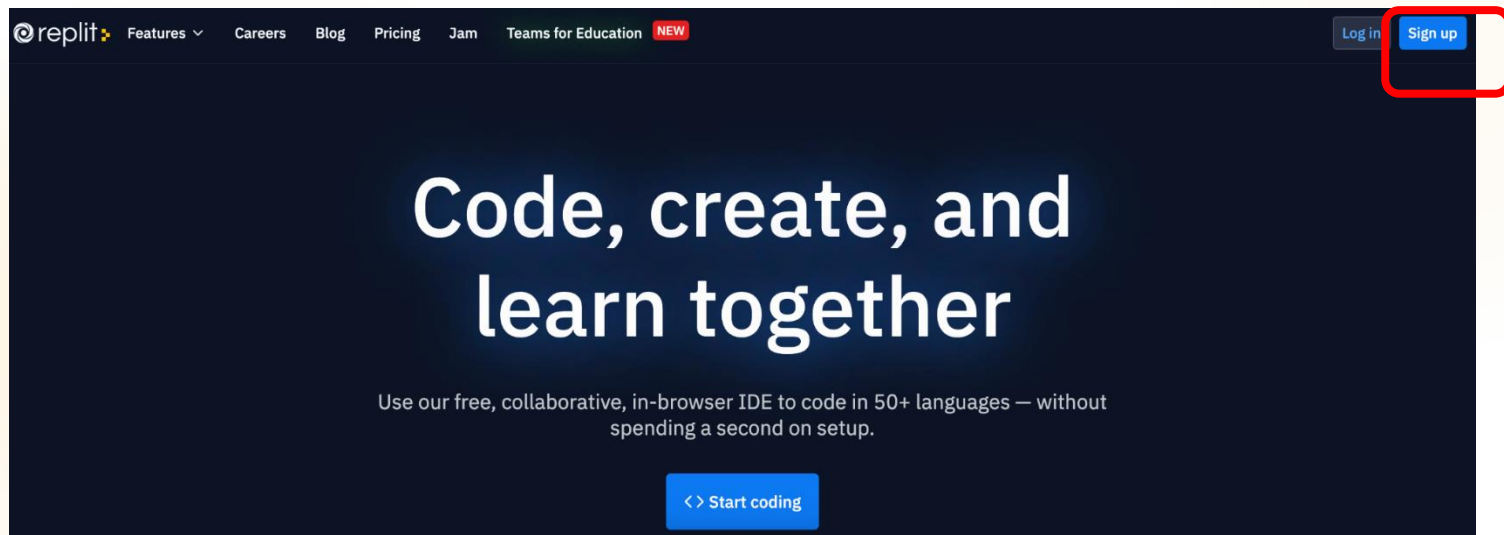 replit
Features Careers Blog Pricing Jam Teams for Education NEW Log in Sign up
Code, create, and
learn together
Use our free, collaborative, in-browser IDE to code in 50+ languages — without
spending a second on setup.
<> Start coding